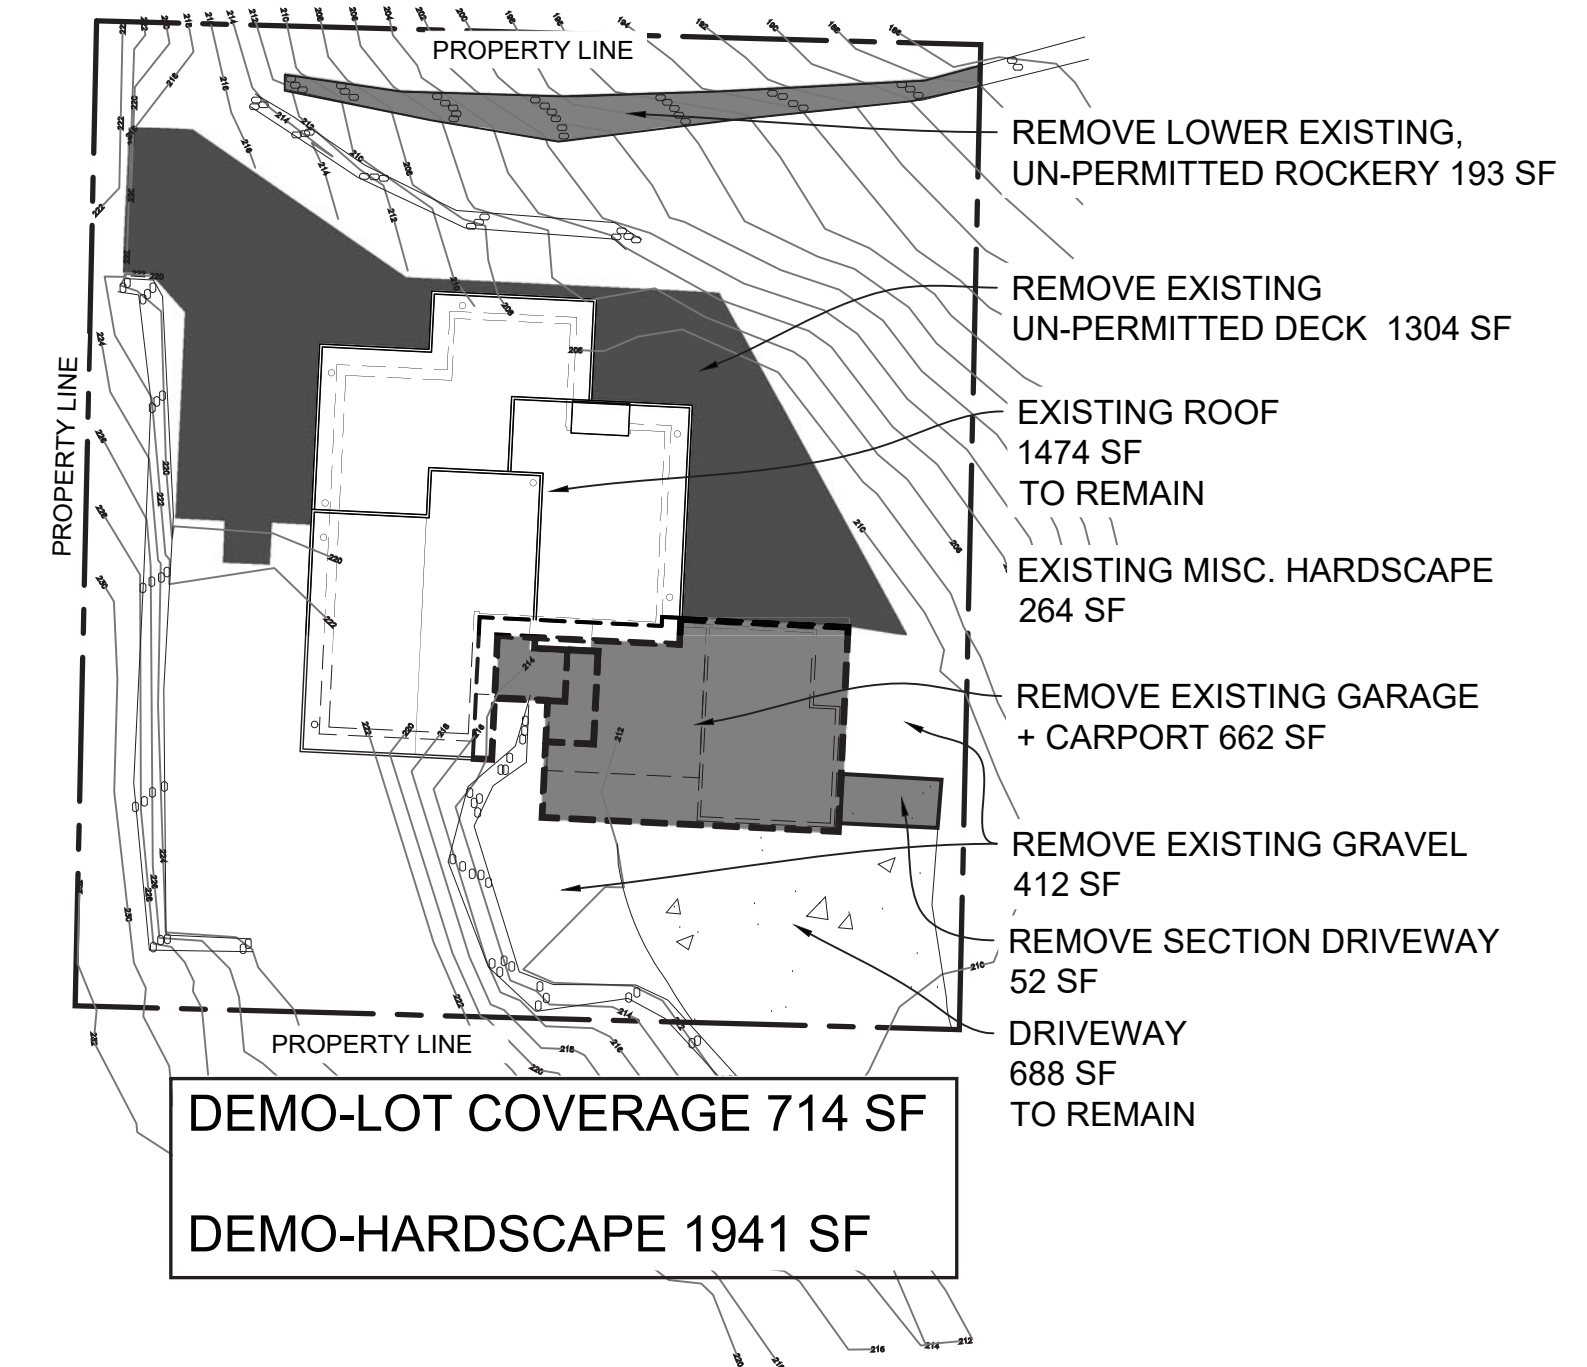 PROPERTY LINE
REMOVE LOWER EXISTING,
UN-PERMITTED ROCKERY 193 SF
REMOVE EXISTING
UN-PERMITTED DECK 1304 SF
PROPERTY LINE
EXISTING ROOF
1474 SF
TO REMAIN
EXISTING MISC. HARDSCAPE
264 SF
REMOVE EXISTING GARAGE
+ CARPORT 662 SF
REMOVE EXISTING GRAVEL
412 SF
REMOVE SECTION DRIVEWAY
52 SF
DRIVEWAY
688 SF
TO REMAIN
PROPERTY LINE
DEMO-LOT COVERAGE 714 SF
DEMO-HARDSCAPE 1941 SF